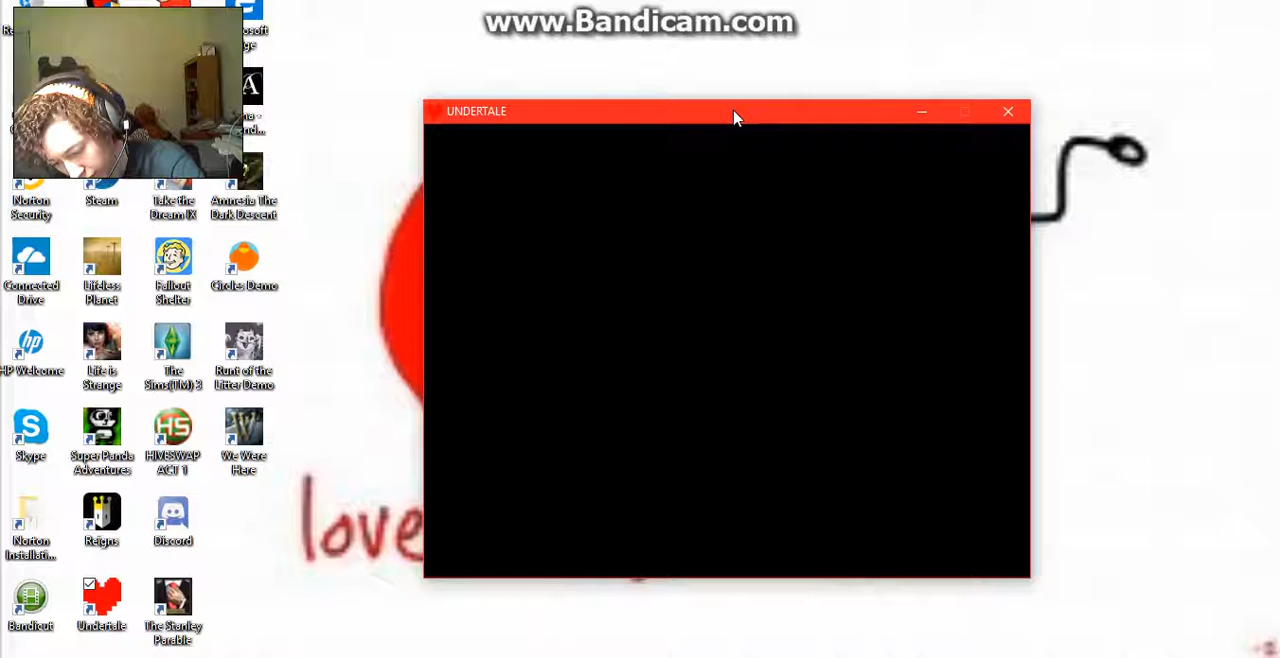 www.Bandicam.com
UNDERTALE
Norton
Security
Steam
Take the
Dream IX
Amnesia The
Dark Descent
Connected
Drive
Lifeless
Planet
Fallout
Shelter
Circles Demo
HP Welcome
Life is
Strange
The
Sims(TM) 3
Runt of the
Litter Demo
Skype
Super Panda
Adventures
HIVESWAP
ACT 1
We Were
Here
Norton
Installati...
Reigns
Discord
Bandicut
Undertale
The Stanley
Parable
love